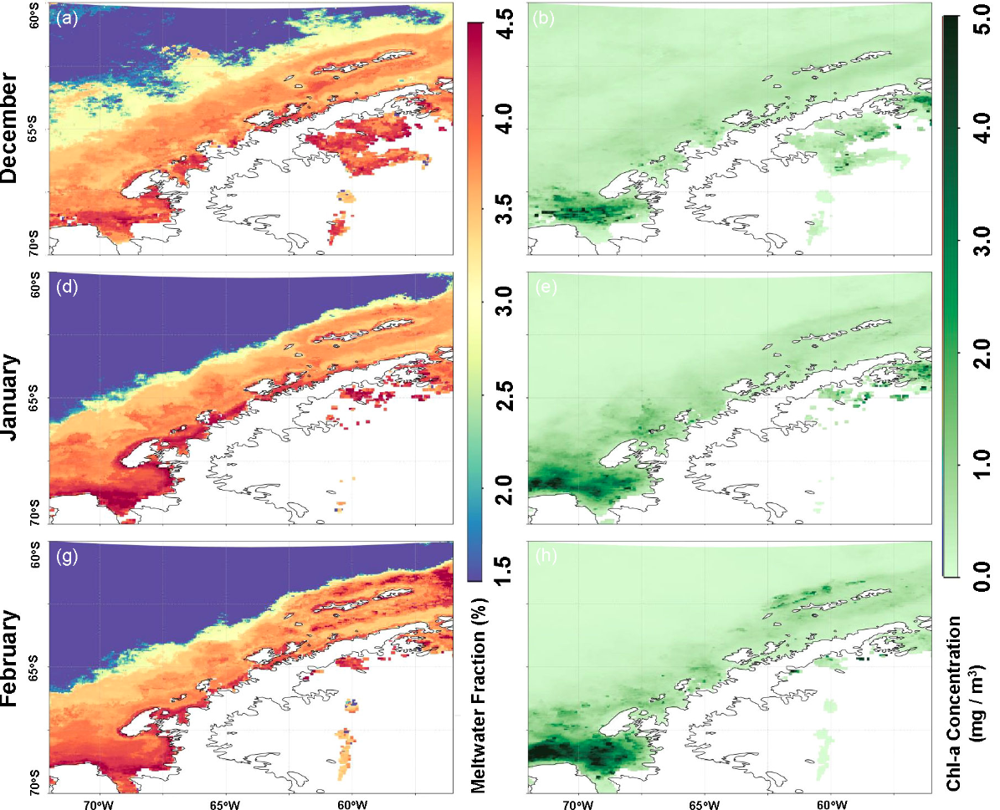 (a)
(b)
60°S
65°S
70°S
December
4.5
4.0
3.5
3.0
2.5
2.0
1.5
Meltwater Fraction (%)
5.0
4.0
3.0
2.0
1.0
0.0
Chl-a Concentration
(mg / m³)
(d)
(e)
60°S
65°S
70°S
January
(g)
(h)
60°S
65°S
70°S
February
70°W
65°W
60°W
70°W
65°W
60°W